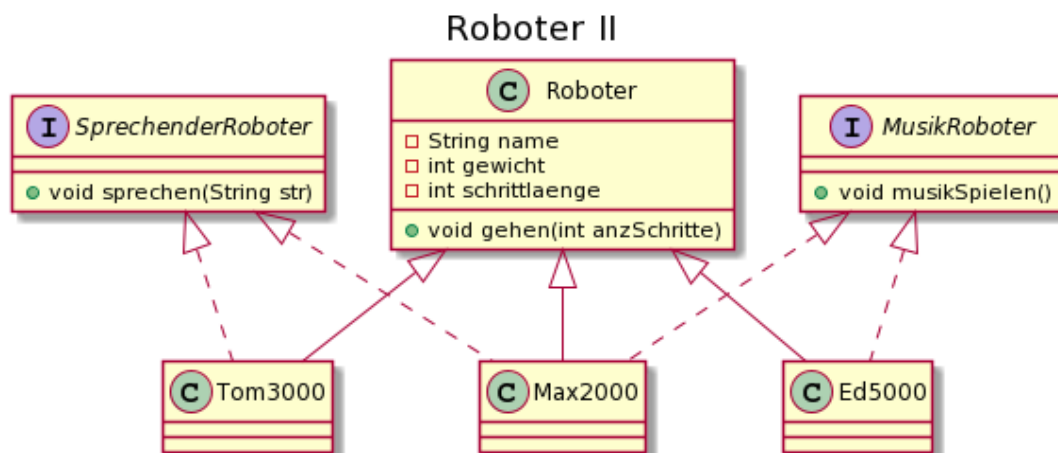 Roboter II
I SprechenderRoboter
void sprechen(String str)
C Roboter
String name
int gewicht
int schrittlaenge
void gehen(int anzSchritte)
I MusikRoboter
void musikSpielen()
C Tom3000
C Max2000
C Ed5000